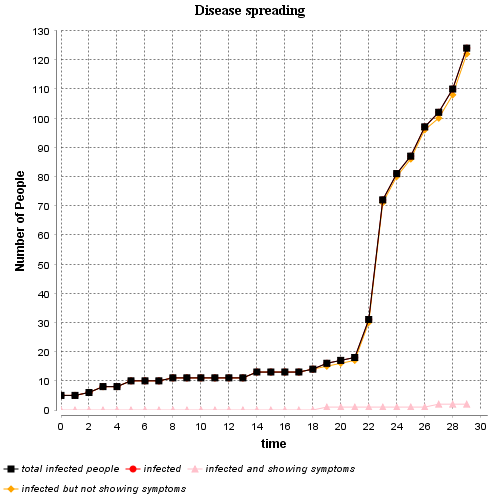 Disease spreading
Number of People
130
120
110
100
90
80
70
60
50
40
30
20
10
0
0 2 4 6 8 10 12 14 16 18 20 22 24 26 28 30
time
total infected people infected infected and showing symptoms
infected but not showing symptoms